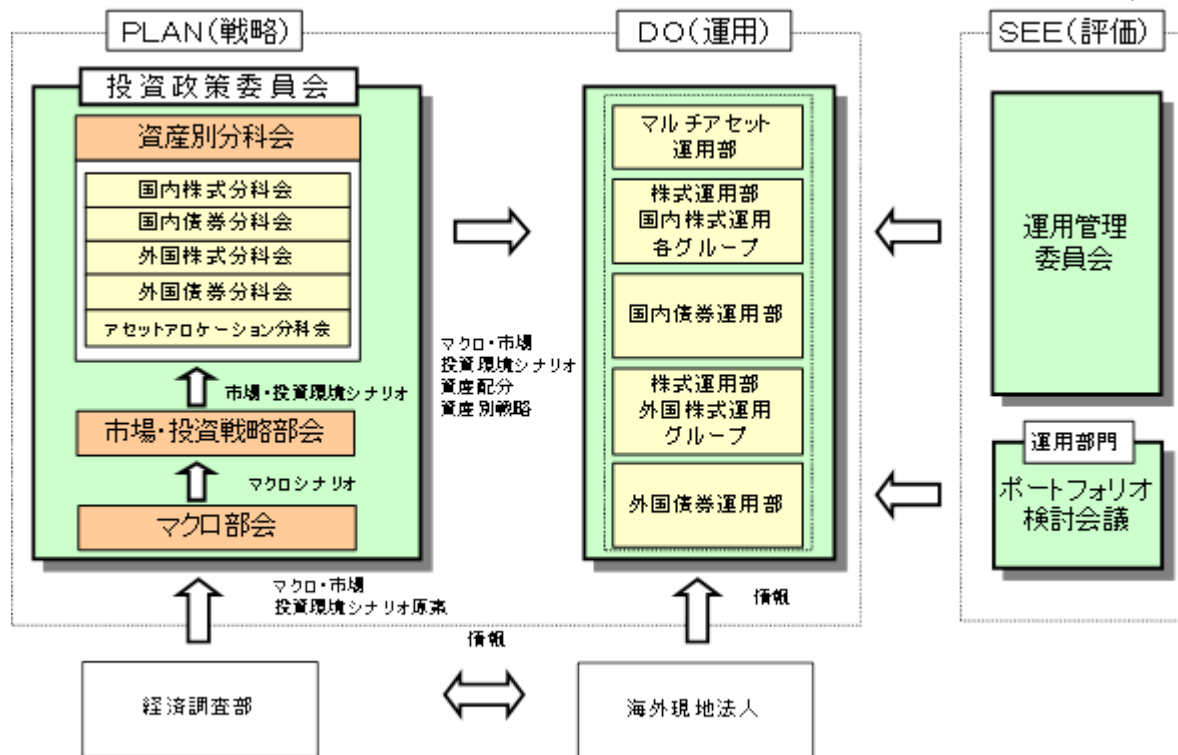 PLAN(戦略)
投資政策委員会
資産別分科会
国内株式分科会
国内債券分科会
外国株式分科会
外国債券分科会
アセットアロケーション分科会
市場・投資環境シナリオ
市場・投資戦略部会
マクロシナリオ
マクロ部会
マクロ・市場
投資環境シナリオ原案
マクロ・市場
投資環境シナリオ
資産配分
資産別戦略
DO(運用)
マルチアセット
運用部
株式運用部
国内株式運用
各グループ
国内債券運用部
株式運用部
外国株式運用
グループ
外国債券運用部
情報
SEE(評価)
運用管理
委員会
運用部門
ポートフォリオ
検討会議
経済調査部
情報
海外現地法人